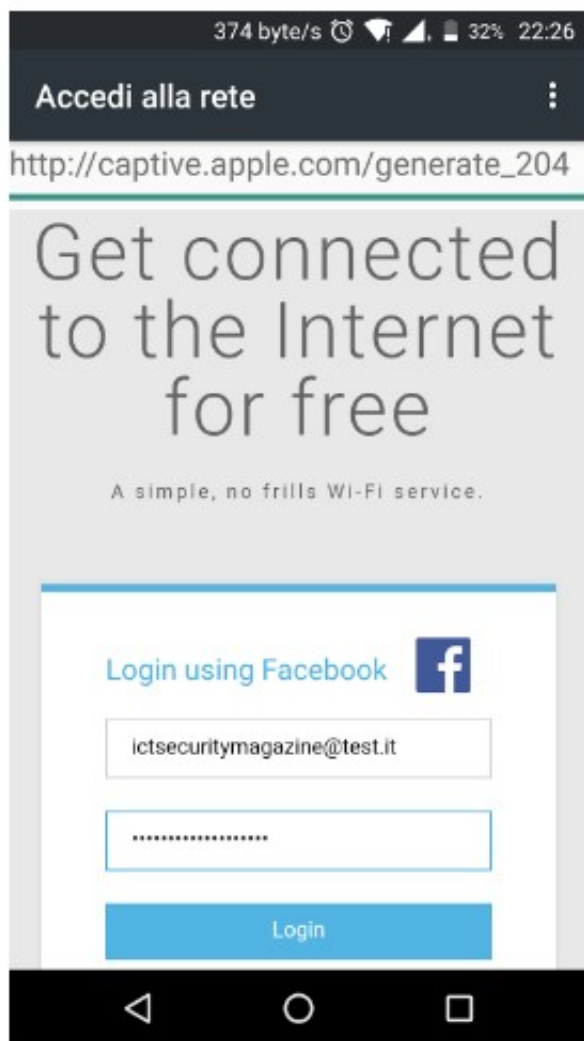 374 byte/s 32% 22:26
Accedi alla rete
http://captive.apple.com/generate_204
Get connected
to the Internet
for free
A simple, no frills Wi-Fi service.
Login using Facebook f
ictsecuritymagazine@test.it
•••••••••••••••••••
Login